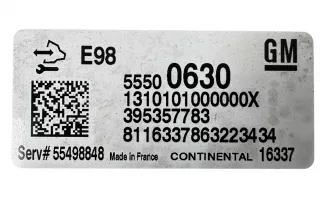 E98 GM
5550 0630
1310101000000X
395357783
8116337863223434
Serv# 55498848 Made in France CONTINENTAL 16337